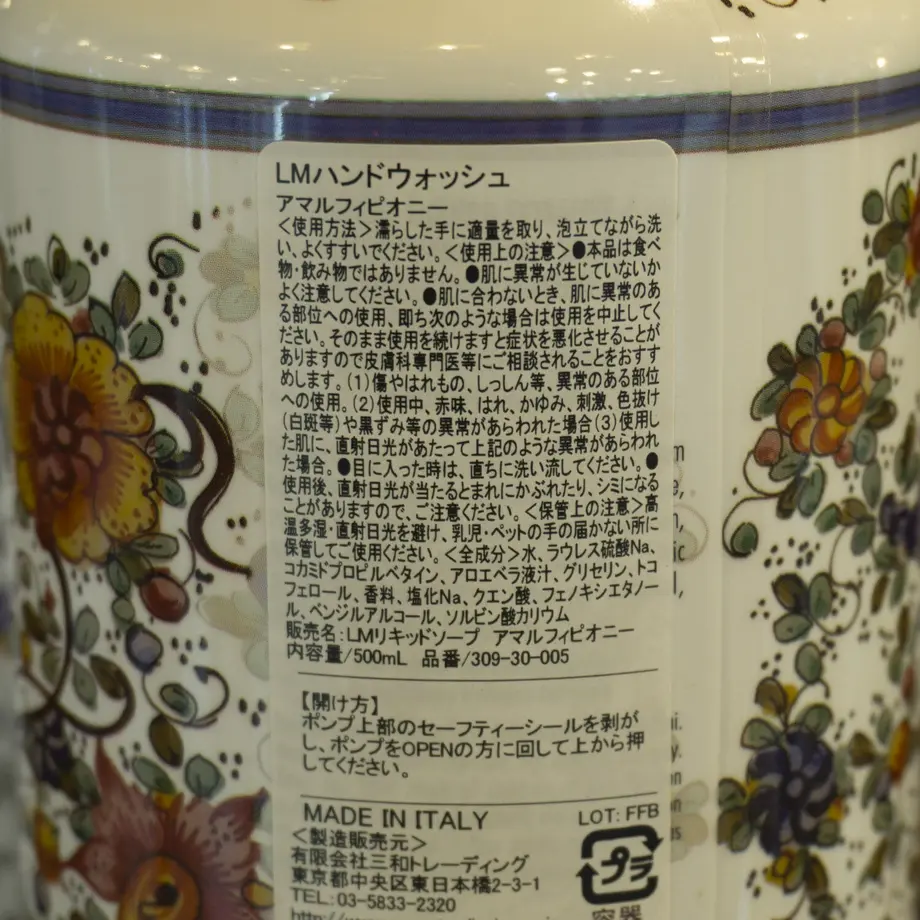 LMハンドウォッシュ
アマルフィピオニー
＜使用方法＞濡らした手に適量を取り、泡立てながら洗
い、よくすすいでください。＜使用上の注意＞●本品は食べ
物・飲み物ではありません。●肌に異常が生じていないか
よく注意してください。●肌に合わないとき、肌に異常のあ
る部位への使用、即ち次のような場合は使用を中止してく
ださい。そのまま使用を続けますと症状を悪化させることが
ありますので皮膚科専門医等にご相談されることをおすす
めします。(1)傷やはれもの、しっしん等、異常のある部位
への使用。(2)使用中、赤味、はれ、かゆみ、刺激、色抜け
(白斑等)や黒ずみ等の異常があらわれた場合(3)使用し
た肌に、直射日光があたって上記のような異常があらわれ
た場合。●目に入った時は、直ちに洗い流してください。●
使用後、直射日光が当たるとまれにかぶれたり、シミになる
ことがありますので、ご注意ください。＜保管上の注意＞高
温多湿・直射日光を避け、乳児・ペットの手の届かない所に
保管してご使用ください。＜全成分＞水、ラウレス硫酸Na、
コカミドプロピルベタイン、アロエベラ液汁、グリセリン、トコ
フェロール、香料、塩化Na、クエン酸、フェノキシエタノー
ル、ベンジルアルコール、ソルビン酸カリウム
販売名：LMリキッドソープ アマルフィピオニー
内容量/500mL 品番/309-30-005
【開け方】
ポンプ上部のセーフティーシールを剥が
し、ポンプをOPENの方に回して上から押
してください。
MADE IN ITALY LOT: FFB
＜製造販売元＞
有限会社三和トレーディング
東京都中央区東日本橋2-3-1
TEL：03-5833-2320
プラ
容器